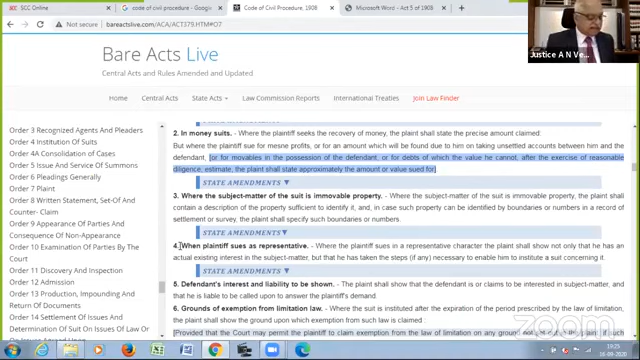 SCC Online
code of civil procedure - Google
Code of Civil Procedure, 1908
Microsoft Word - Act 5 of 1908
bareactslive.com/ACA/ACT379.HTM#O7
Justice A N Ve...
Bare Acts Live
Central Acts and Rules Amended and Updated
Home
Central Acts
State Acts
Law Commission Reports
International Treaties
Join Law Finder
Order 3 Recognized Agents and Pleaders
Order 4 Institution of Suits
Order 4A Consolidation of Cases
Order 5 Issue and Service of Summons
Order 6 Pleadings Generally
Order 7 Plaint
Order 8 Written Statement, Set-Of and
Counter- Claim
Order 9 Appearance of Parties and
Order 10 Examination Of Parties By the
Court
Order 11 Discovery And Inspection
Order 12 Admission
Order 13 Production, Impounding And
Return Of Documents
Order 14 Settlement Of Issues and
Determination Of Suit On Issues Of Law Or
2. In money suits. - Where the plaintiff seeks the recovery of money, the plaint shall state the precise amount claimed:
But where the plaintiff sue for mesne profits, or for an amount which will be found due to him on taking unsettled accounts between him and the
defendant, [or for movables in the possession of the defendant, or for debts of which the value he cannot, after the exercise of reasonable
diligence, estimate, the plaint shall state approximately the amount or value sued for].
STATE AMENDMENTS ▼
3. Where the subject-matter of the suit is immovable property. - Where the subject-matter of the suit is immovable property, the plaint shall
contain a description of the property sufficient to identify it, and, in case such property can be identified by boundaries or numbers in a record of
settlement or survey, the plaint shall specify such boundaries or numbers.
STATE AMENDMENTS▼
4. When plaintiff sues as representative. - Where the plaintiff sues in a representative character the plaint shall show not only that he has an
actual existing interest in the subject-matter, but that he has taken the steps (if any) necessary to enable him to institute a suit concerning it.
STATE AMENDMENTS ▼
5. Defendant's interest and liability to be shown. - The plaint shall show that the defendant is or claims to be interested in subject-matter, and
that he is liable to be called upon to answer the plaintiff's demand.
6. Grounds of exemption from limitation law. - Where the suit is instituted after the expiration of the period prescribed by the law of limitation,
the plaint shall show the ground upon which exemption from such law is claimed :
[Provided that the Court may permit the plaintiff to claim exemption from the law of limitation on any ground not set out in the plaint, if such
zoom
19:25
16-09-2020